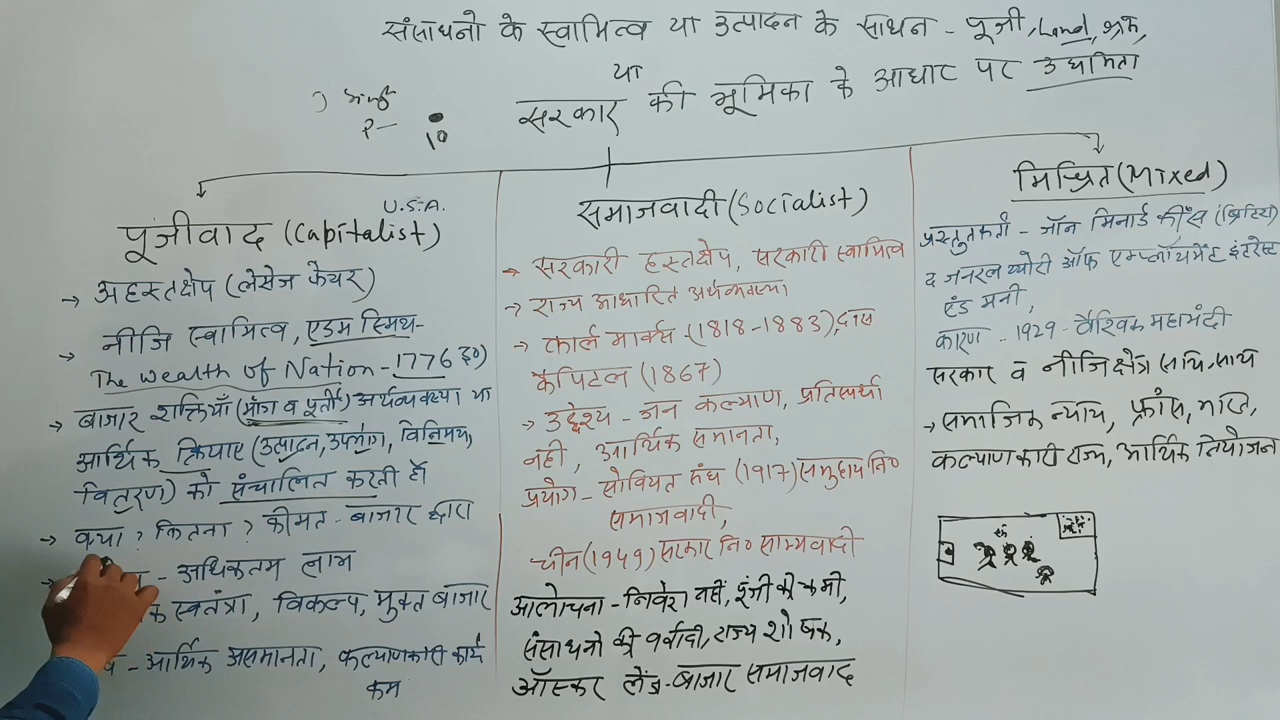 संसाधनो के स्वामित्व या उत्पादन के साधन - पूजी, Land, श्रम,
या
सरकार की भूमिका के आधार पर उद्यमिता
P-
10
पूंजीवाद (Capitalist)
U.S.A.
→ अहस्तक्षेप (लेसेज फेयर)
→ नीजि स्वामित्व, एडम स्मिथ-
The Wealth of Nation - 1776 ई०)
→ बाजार शक्तियाँ (माँग व पूर्ती) अर्थव्यवस्था या
आर्थिक क्रियाए (उत्पादन, उपभोग, विनिमय,
वितरण) को संचालित करती है।
→ क्या? कितना? कीमत - बाजार द्वारा
- अधिकतम लाभ
स्वतंत्रा, विकल्प, मुक्त बाजार
- आर्थिक असमानता, कल्याणकारी कार्य
कम
समाजवादी (Socialist)
→ सरकारी हस्तक्षेप, सरकारी स्वामित्व
→ राज्य आधारित अर्थव्यवस्था
→ कार्ल मार्क्स - (1818-1883), दास
कैपिटल (1867)
→ उद्देश्य - जन कल्याण, प्रतिस्पर्धा
नही, आर्थिक समानता,
प्रयोग - सोवियत संघ (1917) समुदाय नि०
समाजवादी,
चीन (1949) सरकार नि० साम्यवादी
आलोचना - निवेश नहीं, पूंजी की कमी,
संसाधनो की बर्वादी, राज्य शोषक,
ऑस्कर लेंज - बाजार समाजवाद
मिश्रित (Mixed)
प्रस्तुतकर्ता - जॉन मिनार्ड कींस (ब्रिटिश)
द जनरल थ्योरी ऑफ एम्प्लॉयमेंट इंटरेस्ट
एंड मनी,
कारण - 1929 - वैश्विक महामंदी
सरकार व नीजि क्षेत्र साथ-साथ
→ समाजिक न्याय, फ्रांस, भारत,
कल्याणकारी राज्य, आर्थिक नियोजन